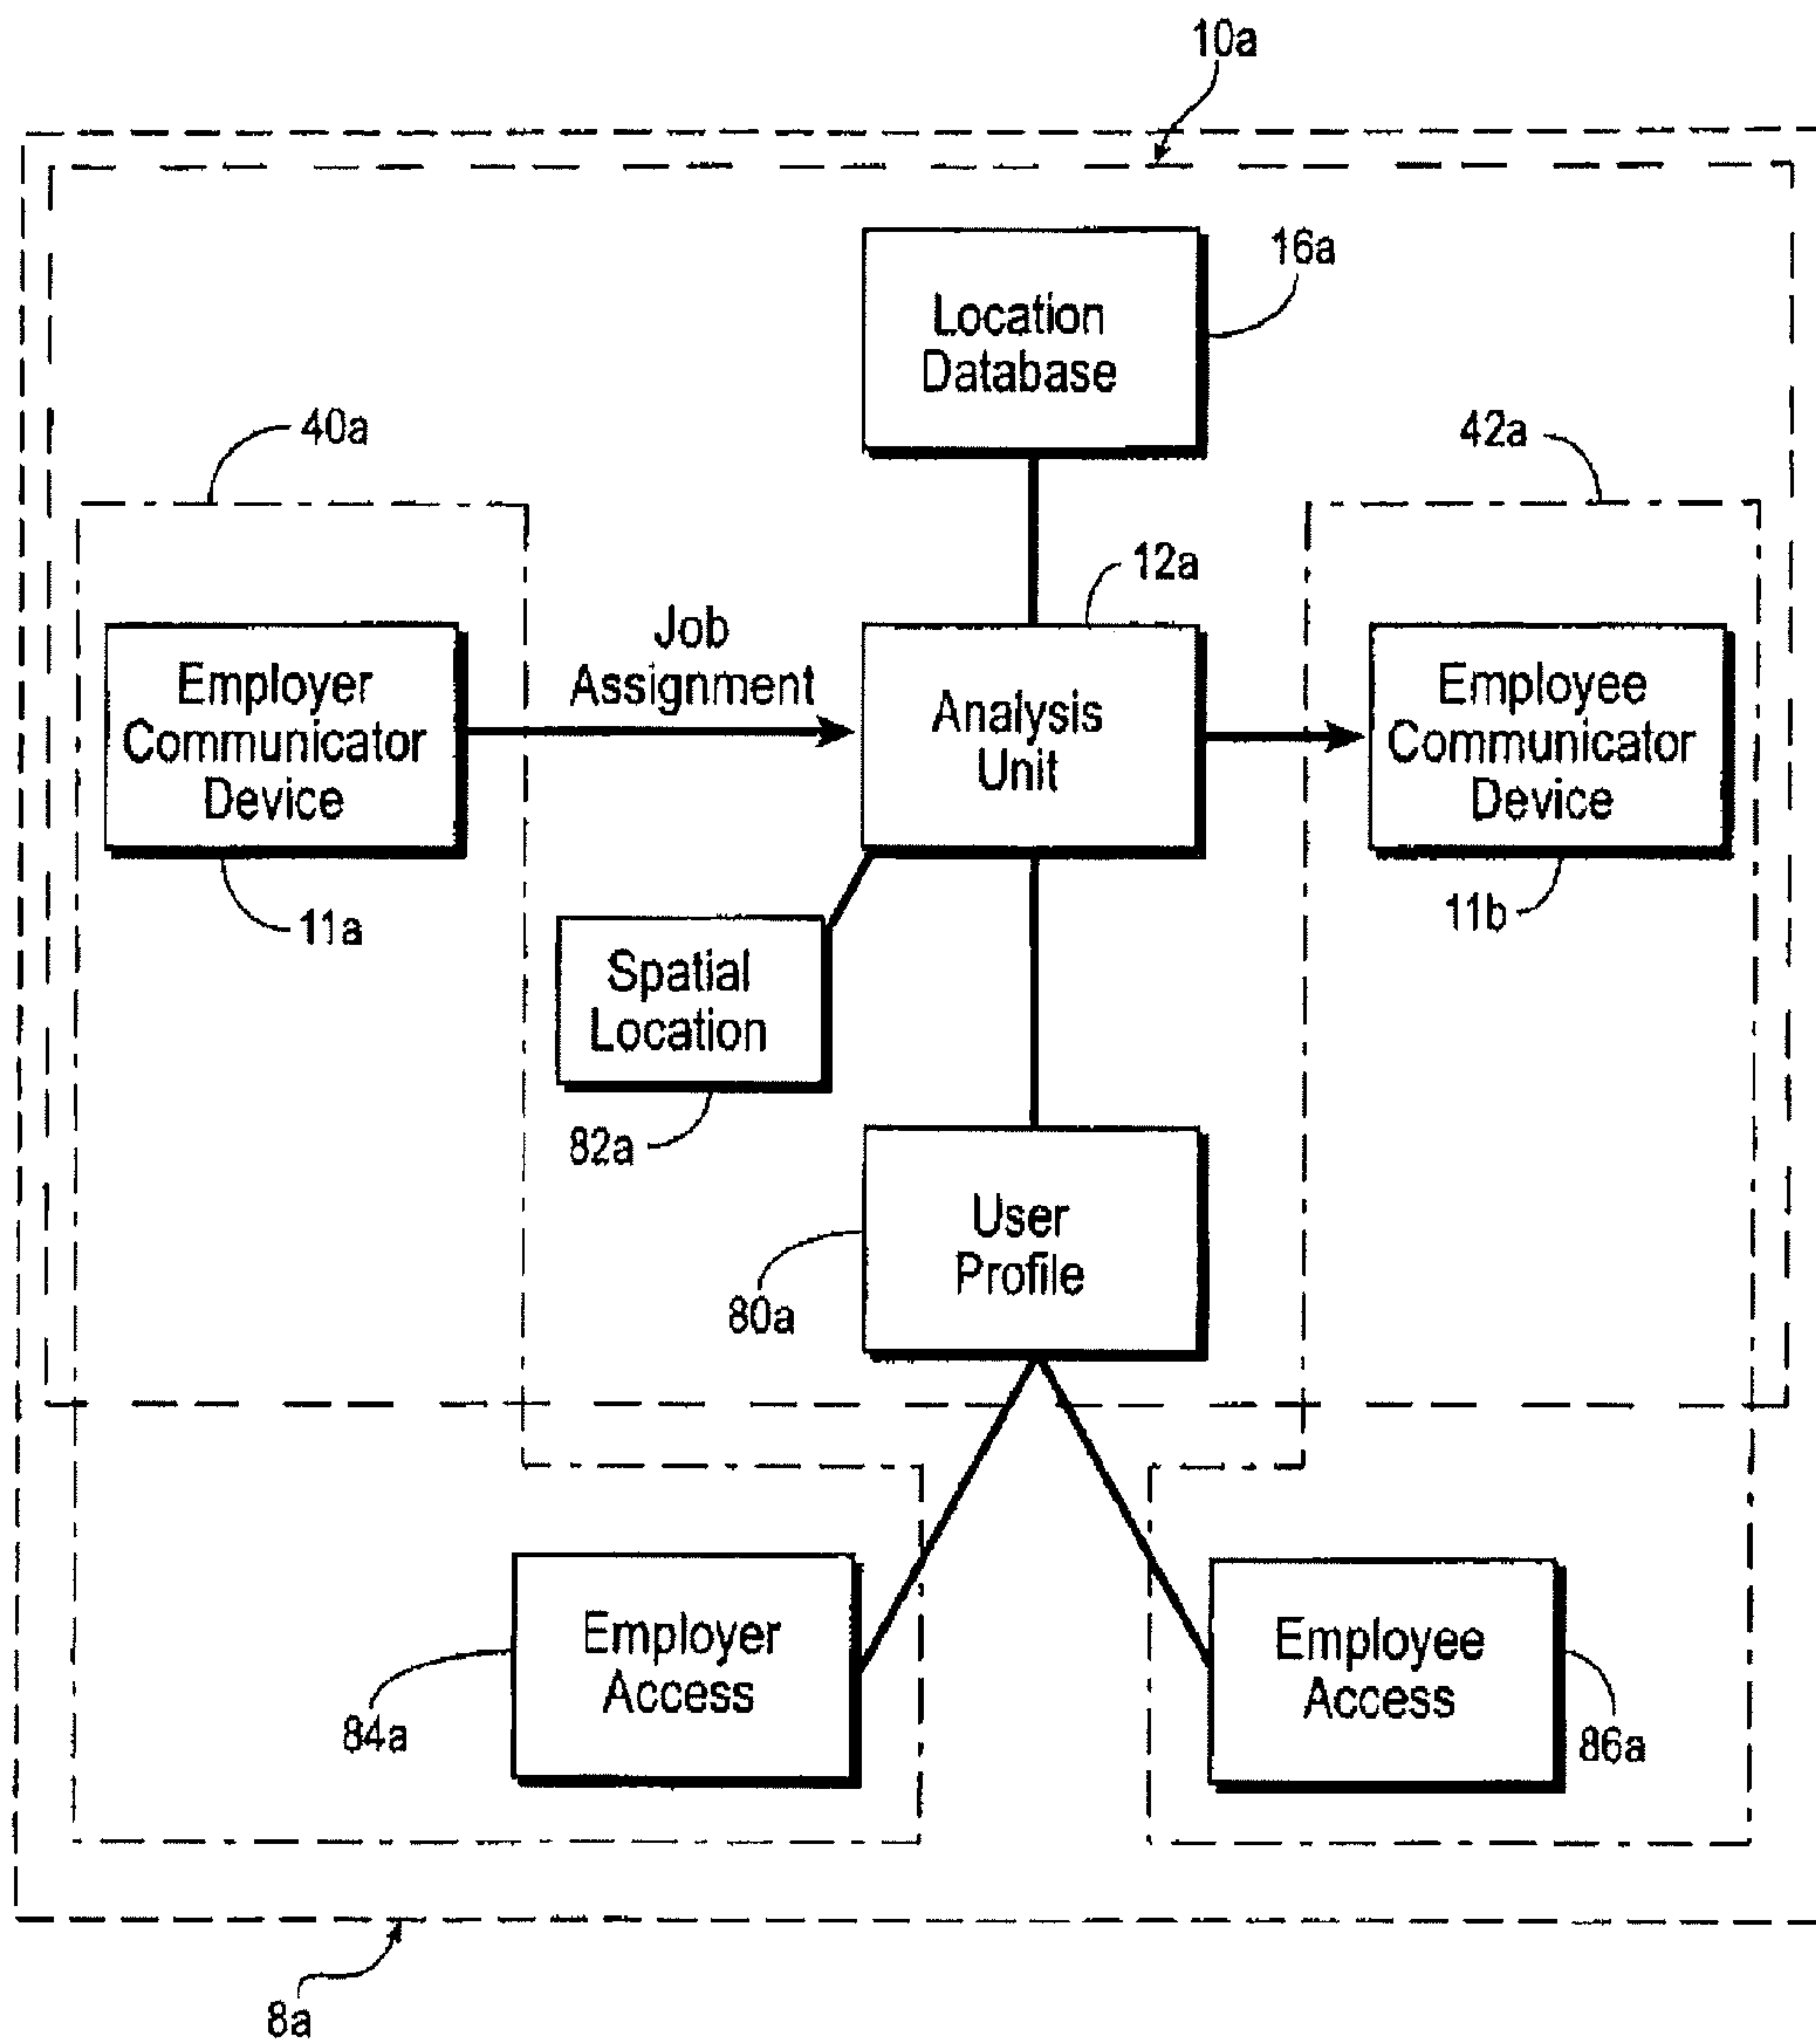 10a
16a
Location
Database
40a
42a
12a
Job
Assignment
Employer
Communicator
Device
Analysis
Unit
Employee
Communicator
Device
11a
11b
Spatial
Location
82a
User
Profile
80a
Employer
Access
84a
Employee
Access
86a
8a